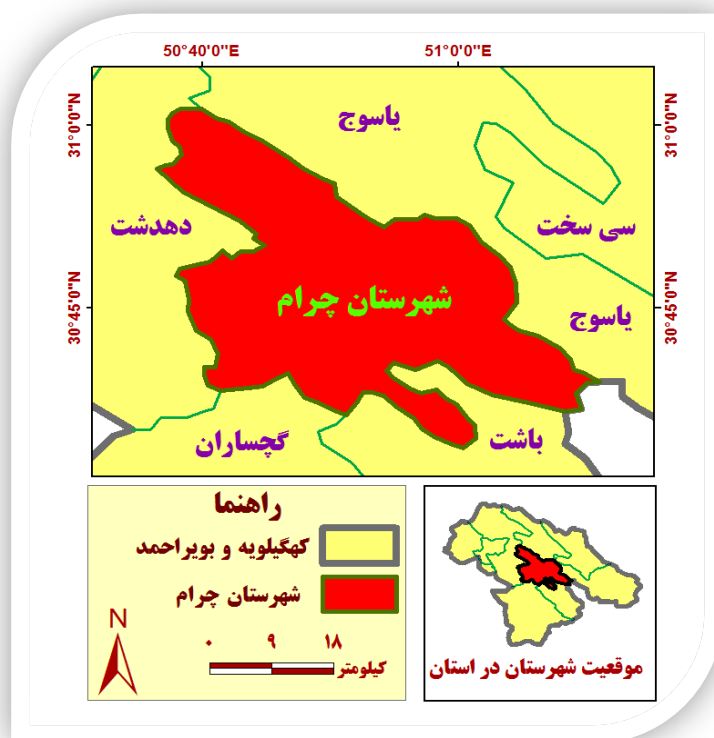 50°40'0"E
51°0'0"E
31°0'0"N
31°0'0"N
یاسوج
دهدشت
سی سخت
شهرستان چرام
30°45'0"N
30°45'0"N
یاسوج
گچساران
باشت
راهنما
کهگیلویه و بویراحمد
شهرستان چرام
N
۰ ۹ ۱۸
کیلومتر
موقعیت شهرستان در استان